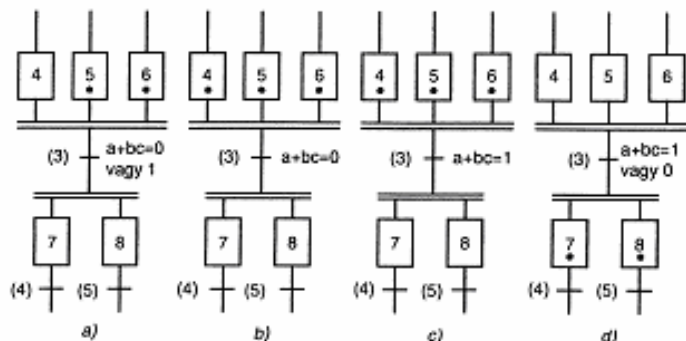 4 5 6 4 5 6 4 5 6 4 5 6
(3) a+bc=0 vagy 1
(3) a+bc=0
(3) a+bc=1
(3) a+bc=1 vagy 0
7 8 7 8 7 8 7 8
(4) (5) (4) (5) (4) (5) (4) (5)
a) b) c) d)